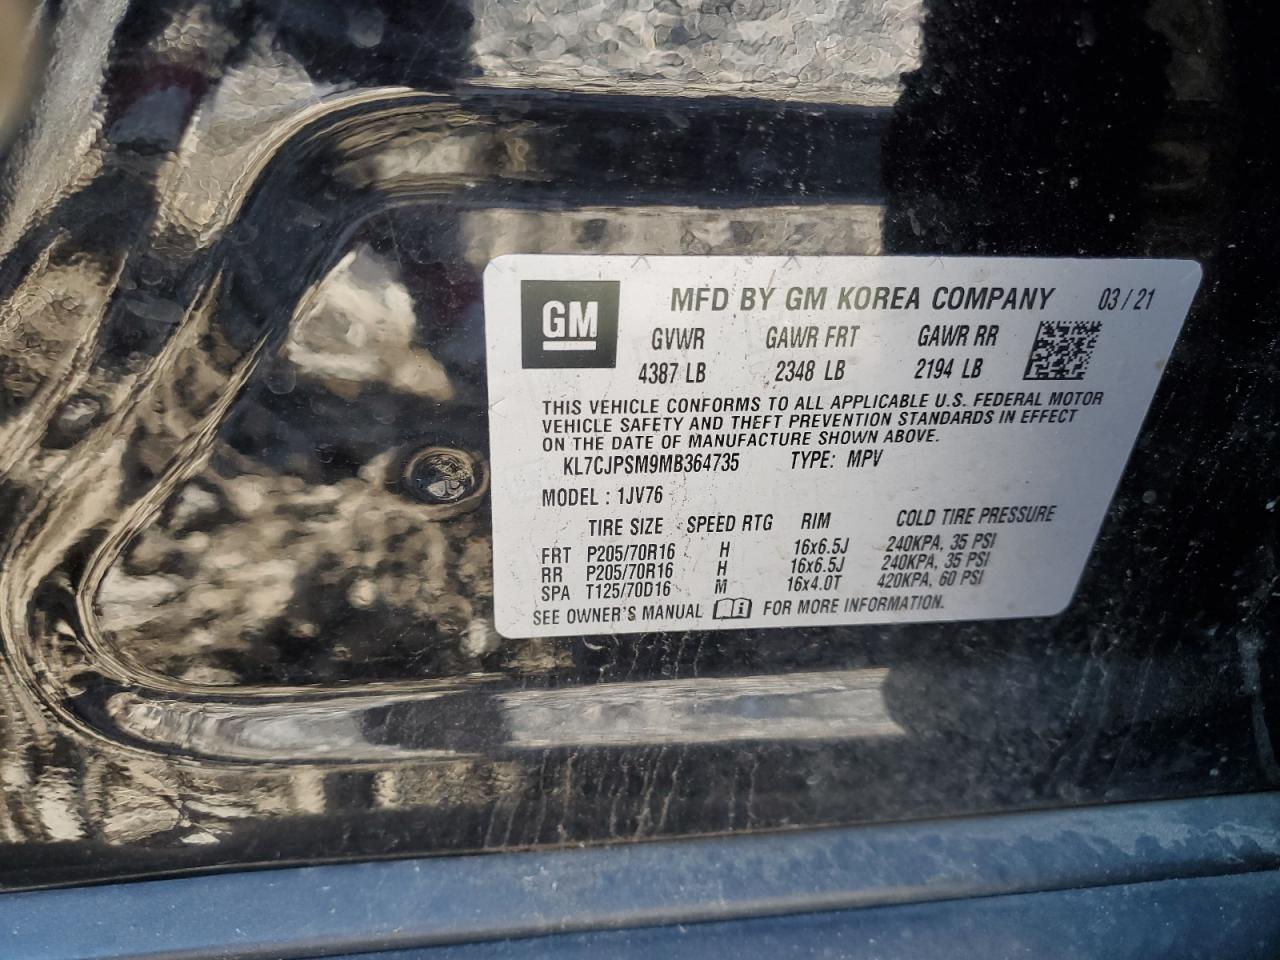 GM MFD BY GM KOREA COMPANY 03/21
GVWR GAWR FRT GAWR RR
4387 LB 2348 LB 2194 LB
THIS VEHICLE CONFORMS TO ALL APPLICABLE U.S. FEDERAL MOTOR
VEHICLE SAFETY AND THEFT PREVENTION STANDARDS IN EFFECT
ON THE DATE OF MANUFACTURE SHOWN ABOVE.
KL7CJPSM9MB364735 TYPE: MPV
MODEL : 1JV76
TIRE SIZE SPEED RTG RIM COLD TIRE PRESSURE
FRT P205/70R16 H 16x6.5J 240KPA, 35 PSI
RR P205/70R16 H 16x6.5J 240KPA, 35 PSI
SPA T125/70D16 M 16x4.0T 420KPA, 60 PSI
SEE OWNER'S MANUAL FOR MORE INFORMATION.